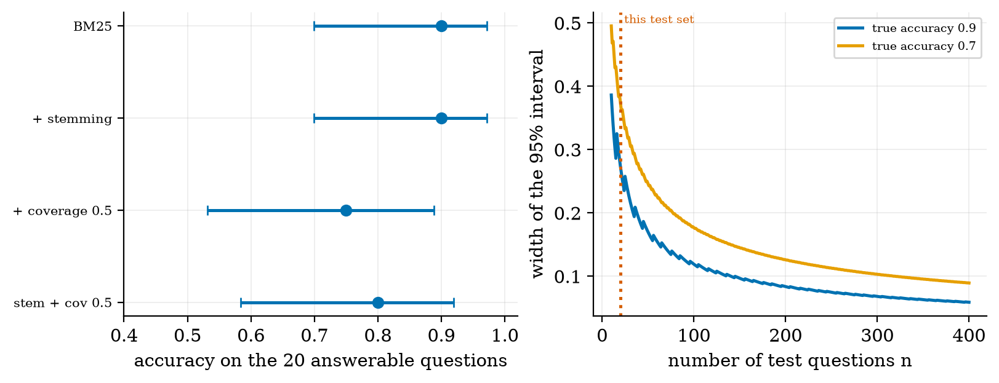 BM25
+ stemming
+ coverage 0.5
stem + cov 0.5
0.4 0.5 0.6 0.7 0.8 0.9 1.0
accuracy on the 20 answerable questions
width of the 95% interval
0.5
0.4
0.3
0.2
0.1
this test set
true accuracy 0.9
true accuracy 0.7
0 100 200 300 400
number of test questions n